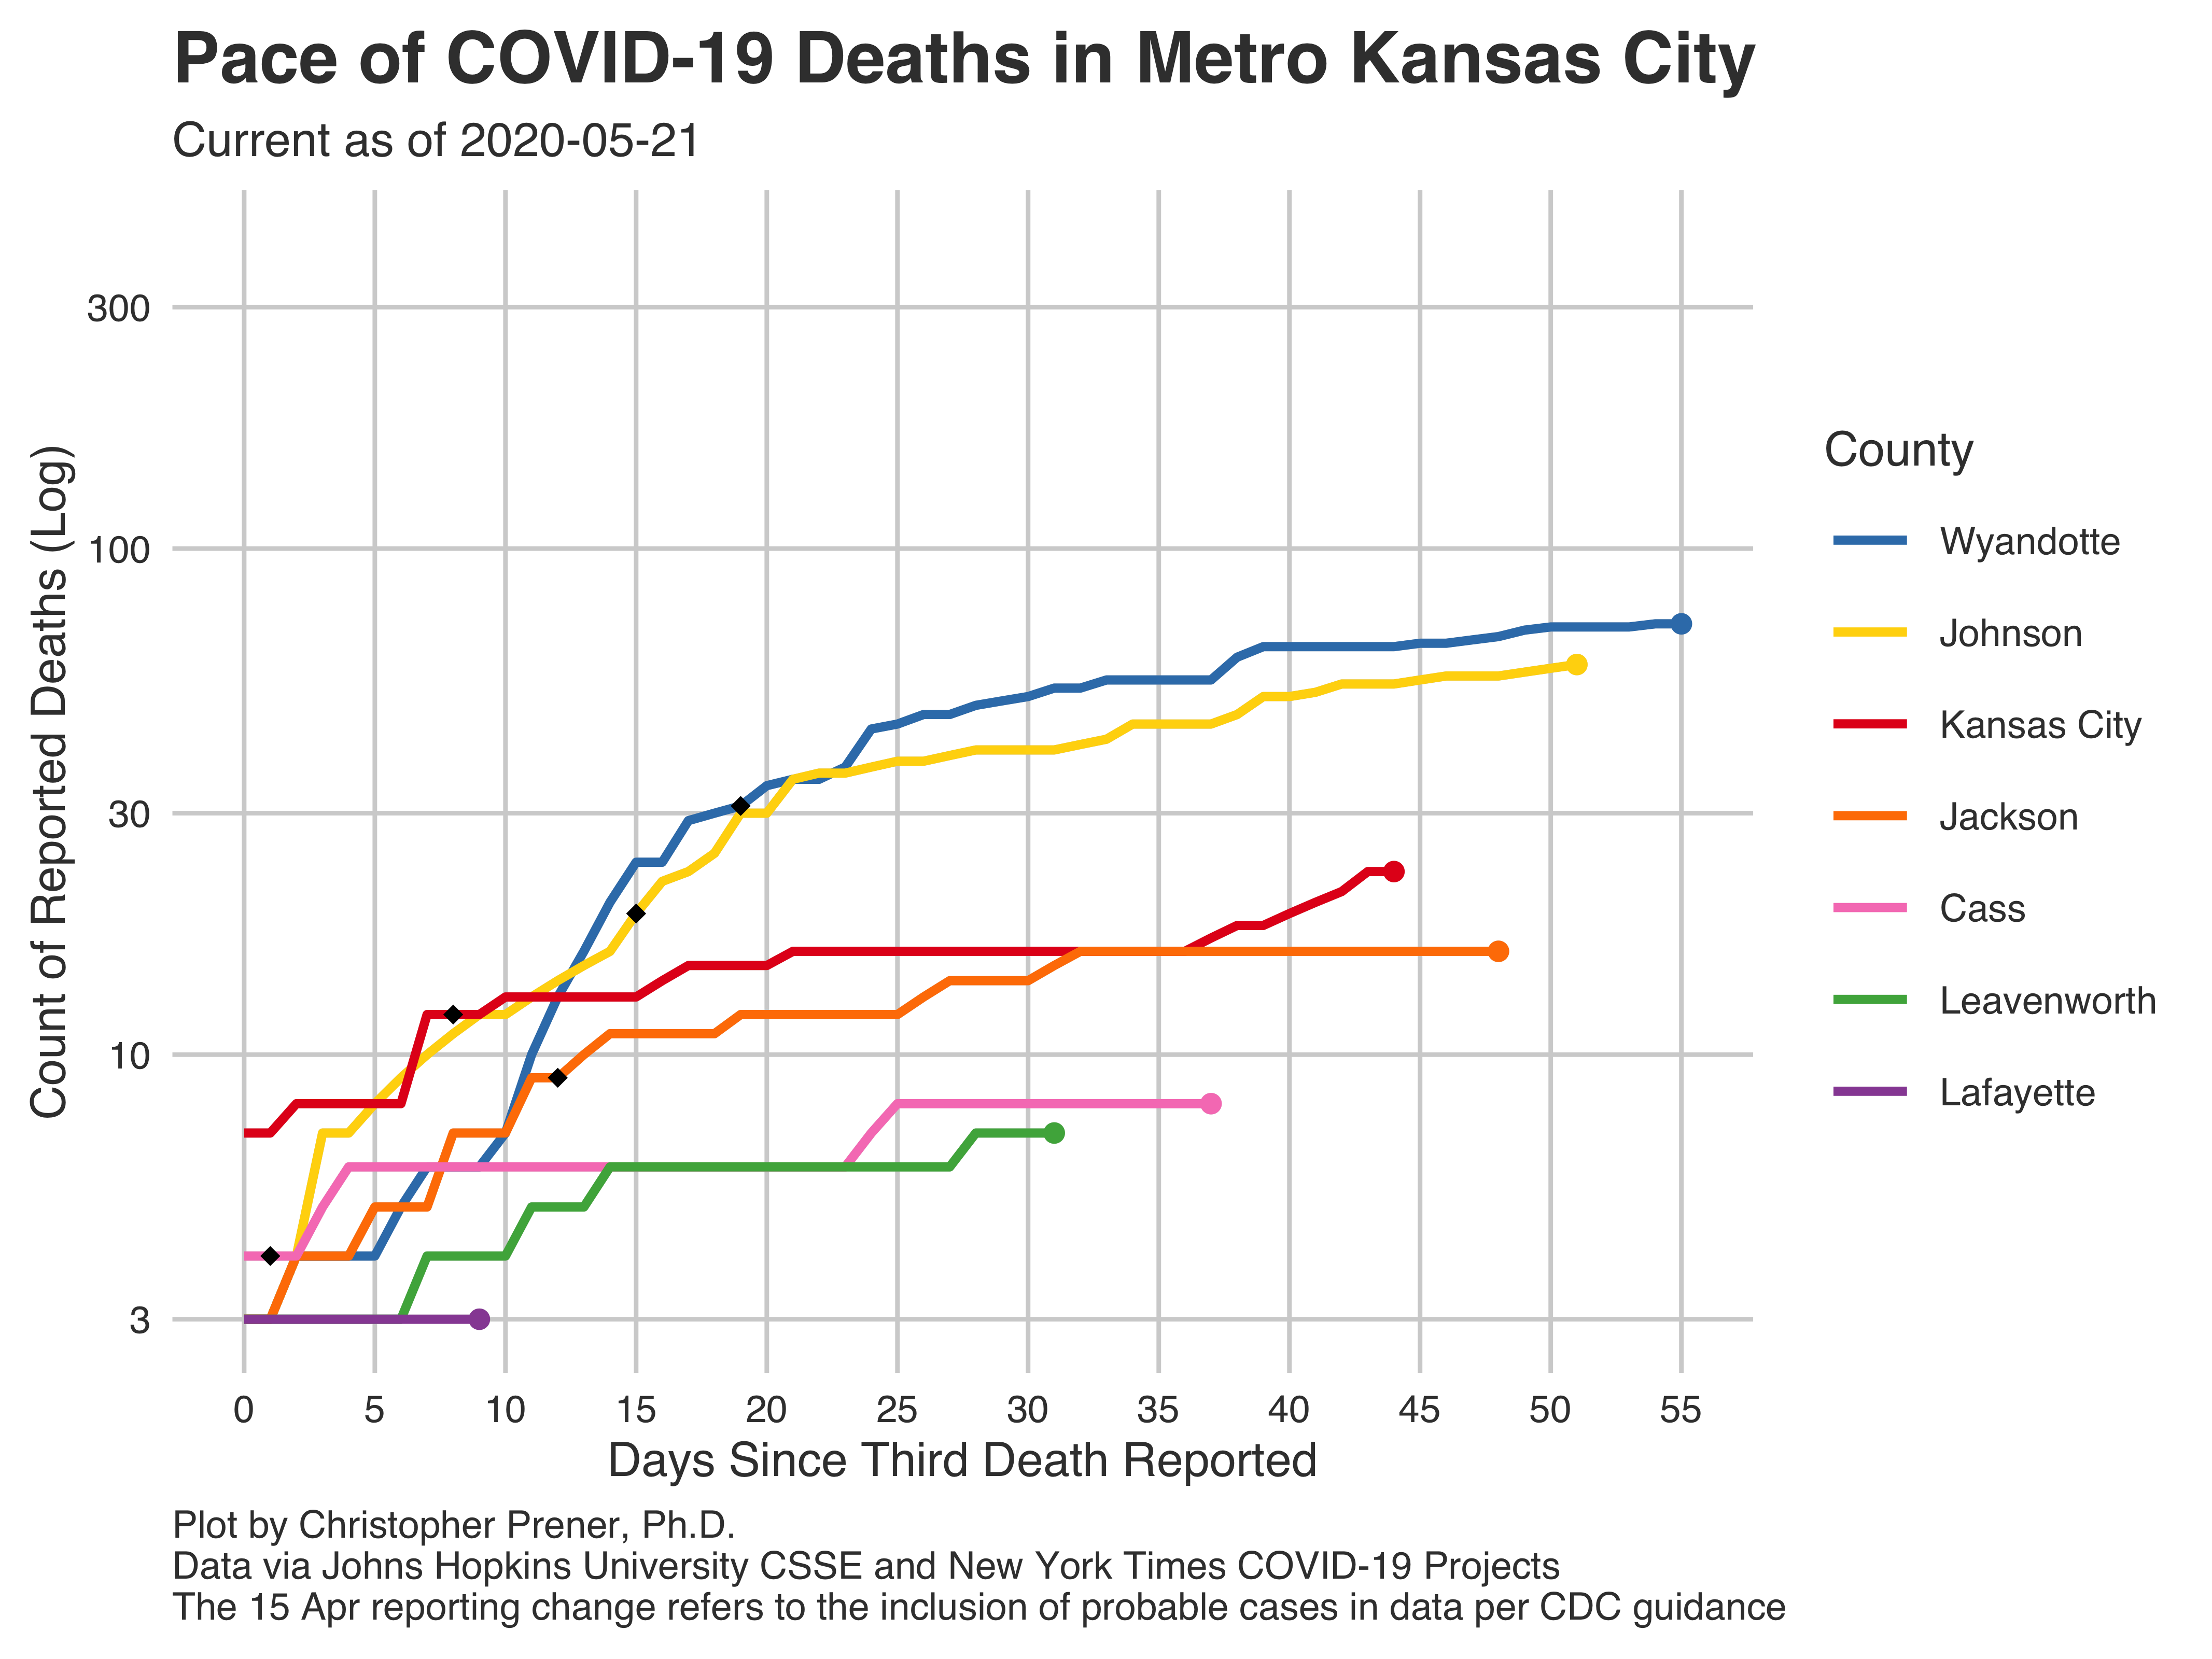 Pace of COVID-19 Deaths in Metro Kansas City
Current as of 2020-05-21
Count of Reported Deaths (Log)
300
100
30
10
3
0 5 10 15 20 25 30 35 40 45 50 55
Days Since Third Death Reported
County
Wyandotte
Johnson
Kansas City
Jackson
Cass
Leavenworth
Lafayette
Plot by Christopher Prener, Ph.D.
Data via Johns Hopkins University CSSE and New York Times COVID-19 Projects
The 15 Apr reporting change refers to the inclusion of probable cases in data per CDC guidance